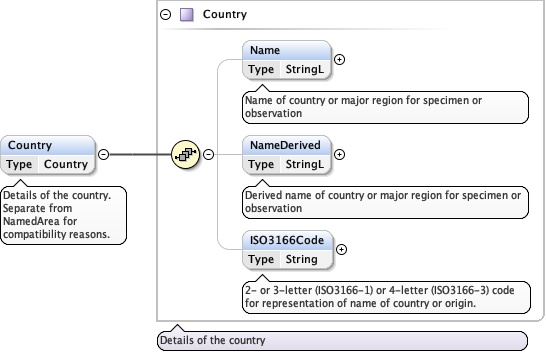 Country
Name
Type StringL
Name of country or major region for specimen or
observation
Country
Type Country
Details of the country.
Separate from
NamedArea for
compatibility reasons.
NameDerived
Type StringL
Derived name of country or major region for specimen or
observation
ISO3166Code
Type String
2- or 3-letter (ISO3166-1) or 4-letter (ISO3166-3) code
for representation of name of country or origin.
Details of the country